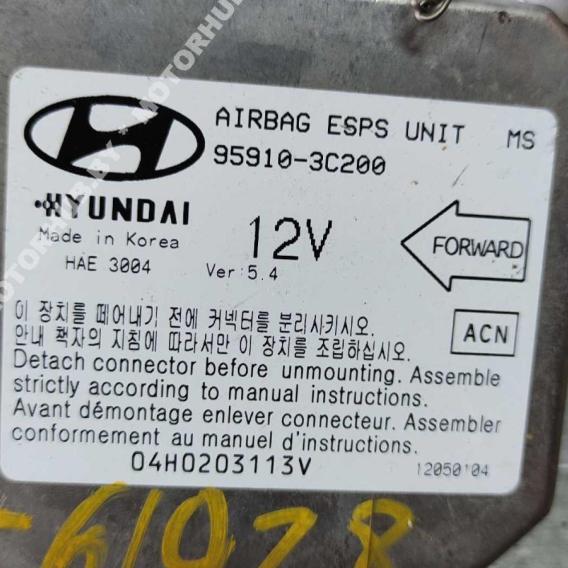 AIRBAG ESPS UNIT MS
95910-3C200
HYUNDAI
Made in Korea
HAE 3004
12V
Ver:5.4
FORWARD
ACN
이 장치를 떼어내기 전에 커넥터를 분리시키시오.
안내 책자의 지침에 따라서만 이 장치를 조립하십시오.
Detach connector before unmounting. Assemble
strictly according to manual instructions.
Avant démontage enlever connecteur. Assembler
conformement au manuel d'instructions.
04H0203113V
12050104
MOTORHUB.BY • MOTORHUB